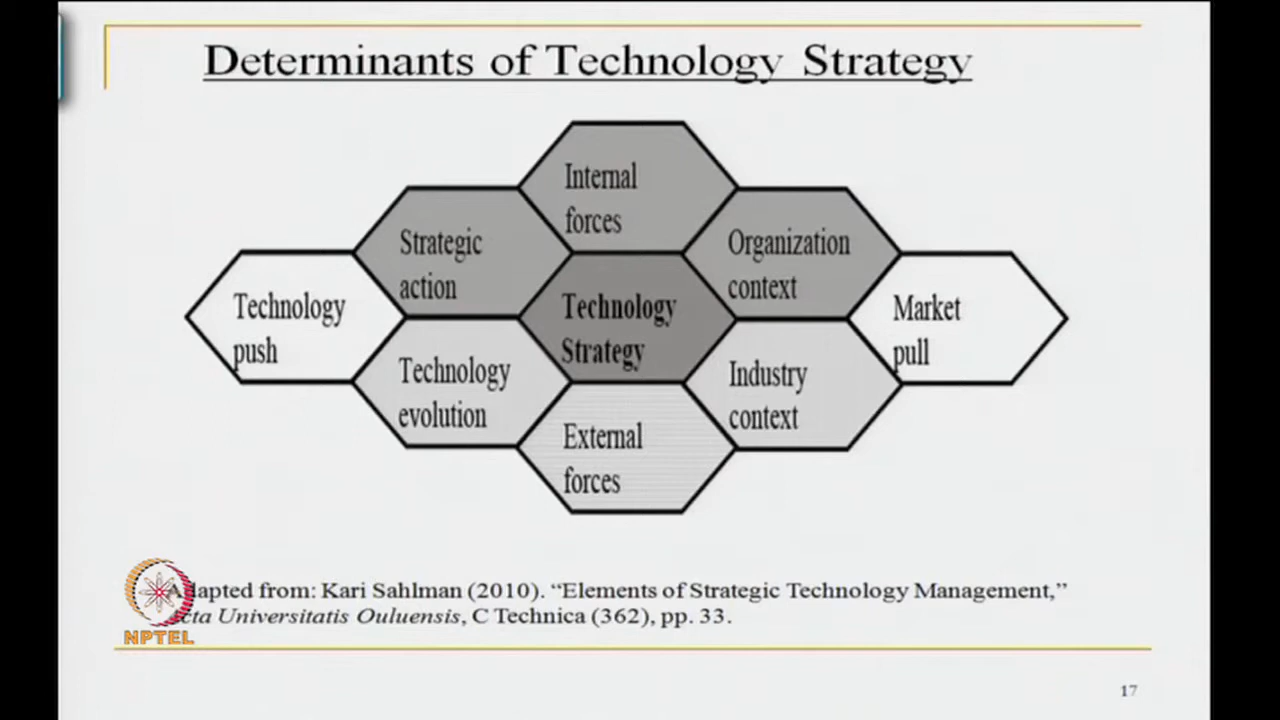 Determinants of Technology Strategy
Internal
forces
Strategic
action
Organization
context
Technology
push
Technology
Strategy
Market
pull
Technology
evolution
Industry
context
External
forces
Adapted from: Kari Sahlman (2010). “Elements of Strategic Technology Management,”
Acta Universitatis Ouluensis, C Technica (362), pp. 33.
NPTEL
17